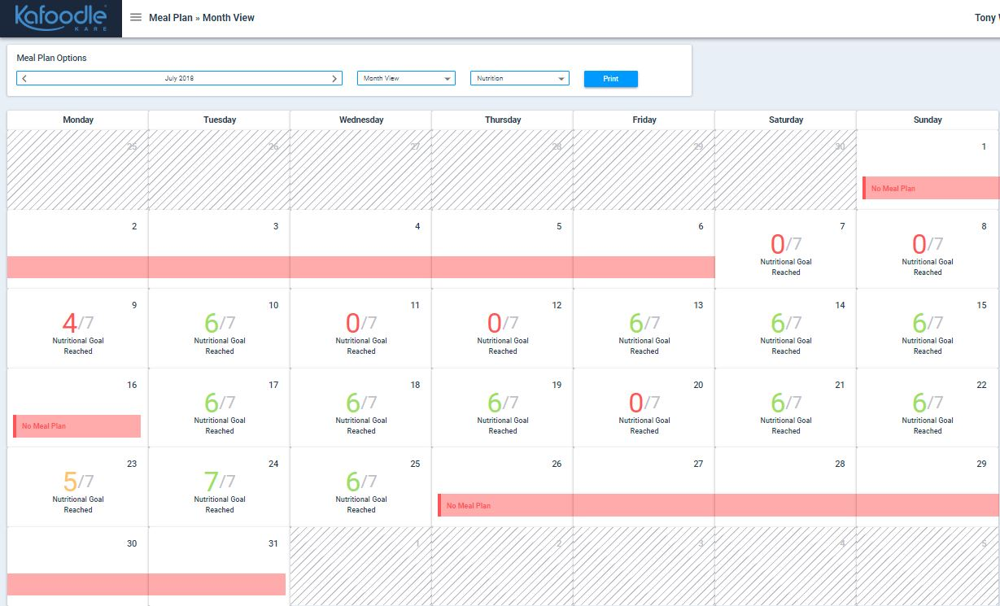 Kafoodle
KARE
Meal Plan » Month View
Tony
Meal Plan Options
July 2018
Month View
Nutrition
Print
Monday Tuesday Wednesday Thursday Friday Saturday Sunday
25 26 27 28 29 30 1
No Meal Plan
2 3 4 5 6 7 8
0/7 0/7
Nutritional Goal Nutritional Goal
Reached Reached
9 10 11 12 13 14 15
4/7 6/7 0/7 0/7 6/7 6/7 6/7
Nutritional Goal Nutritional Goal Nutritional Goal Nutritional Goal Nutritional Goal Nutritional Goal Nutritional Goal
Reached Reached Reached Reached Reached Reached Reached
16 17 18 19 20 21 22
6/7 6/7 6/7 0/7 6/7 6/7
No Meal Plan Nutritional Goal Nutritional Goal Nutritional Goal Nutritional Goal Nutritional Goal Nutritional Goal
Reached Reached Reached Reached Reached Reached
23 24 25 26 27 28 29
5/7 7/7 6/7
Nutritional Goal Nutritional Goal Nutritional Goal No Meal Plan
Reached Reached Reached
30 31 1 2 3 4 5